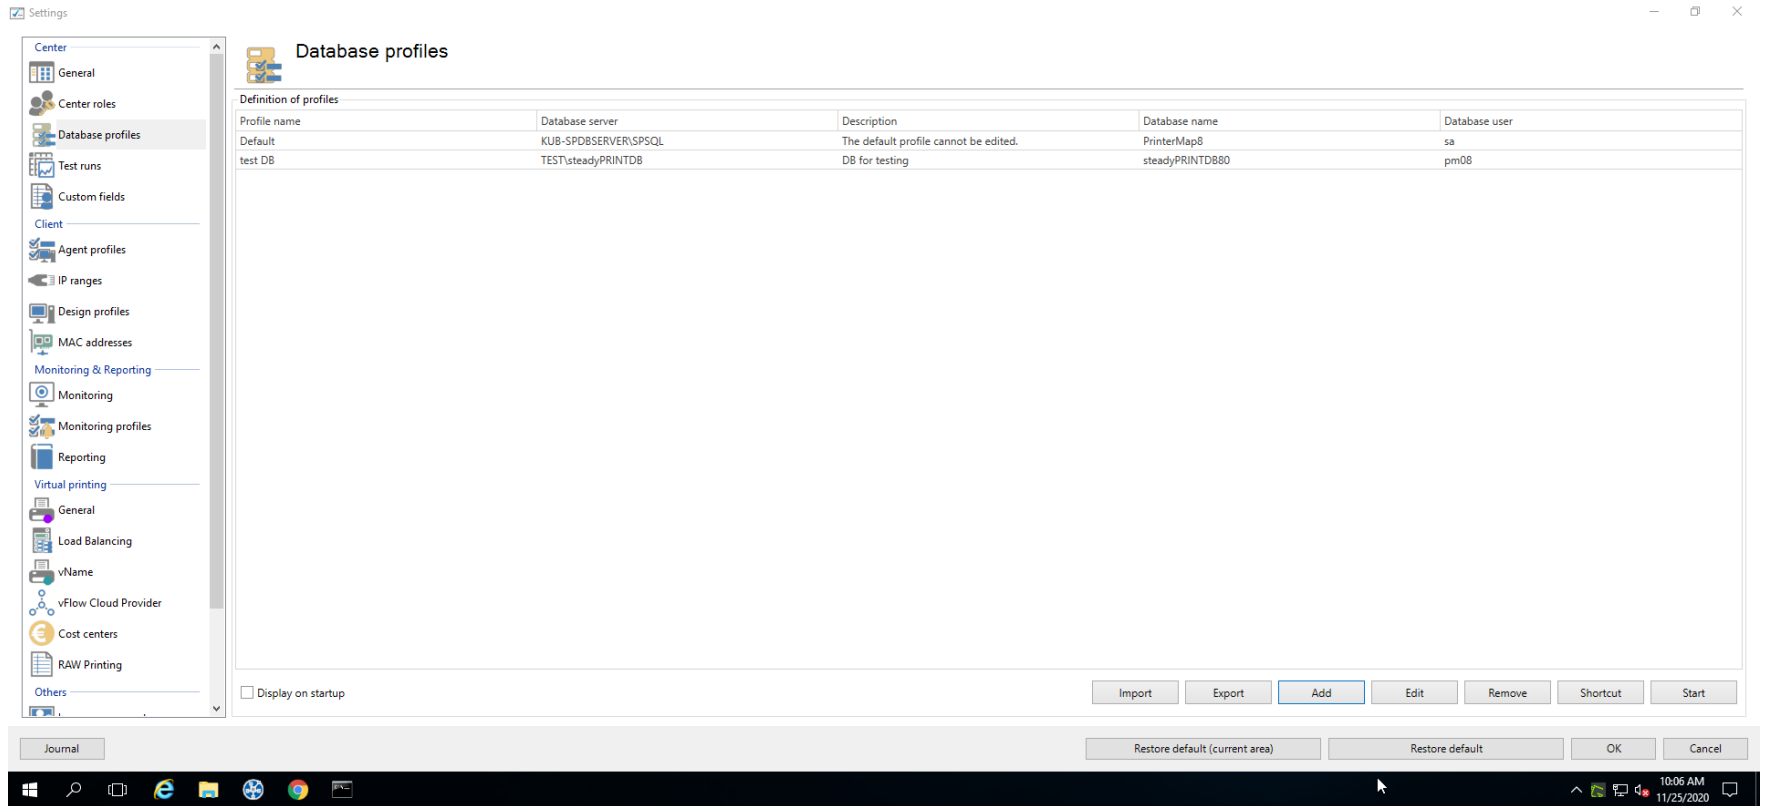 Settings
Center
General
Center roles
Database profiles
Test runs
Custom fields
Client
Agent profiles
IP ranges
Design profiles
MAC addresses
Monitoring & Reporting
Monitoring
Monitoring profiles
Reporting
Virtual printing
General
Load Balancing
vName
vFlow Cloud Provider
Cost centers
RAW Printing
Others
Database profiles
Definition of profiles
Profile name Database server Description Database name Database user
Default KUB-SPDBSERVER\SPSQL The default profile cannot be edited. PrinterMap8 sa
test DB TEST\steadyPRINTDB DB for testing steadyPRINTDB80 pm08
Display on startup Import Export Add Edit Remove Shortcut Start
Journal Restore default (current area) Restore default OK Cancel
10:06 AM
11/25/2020